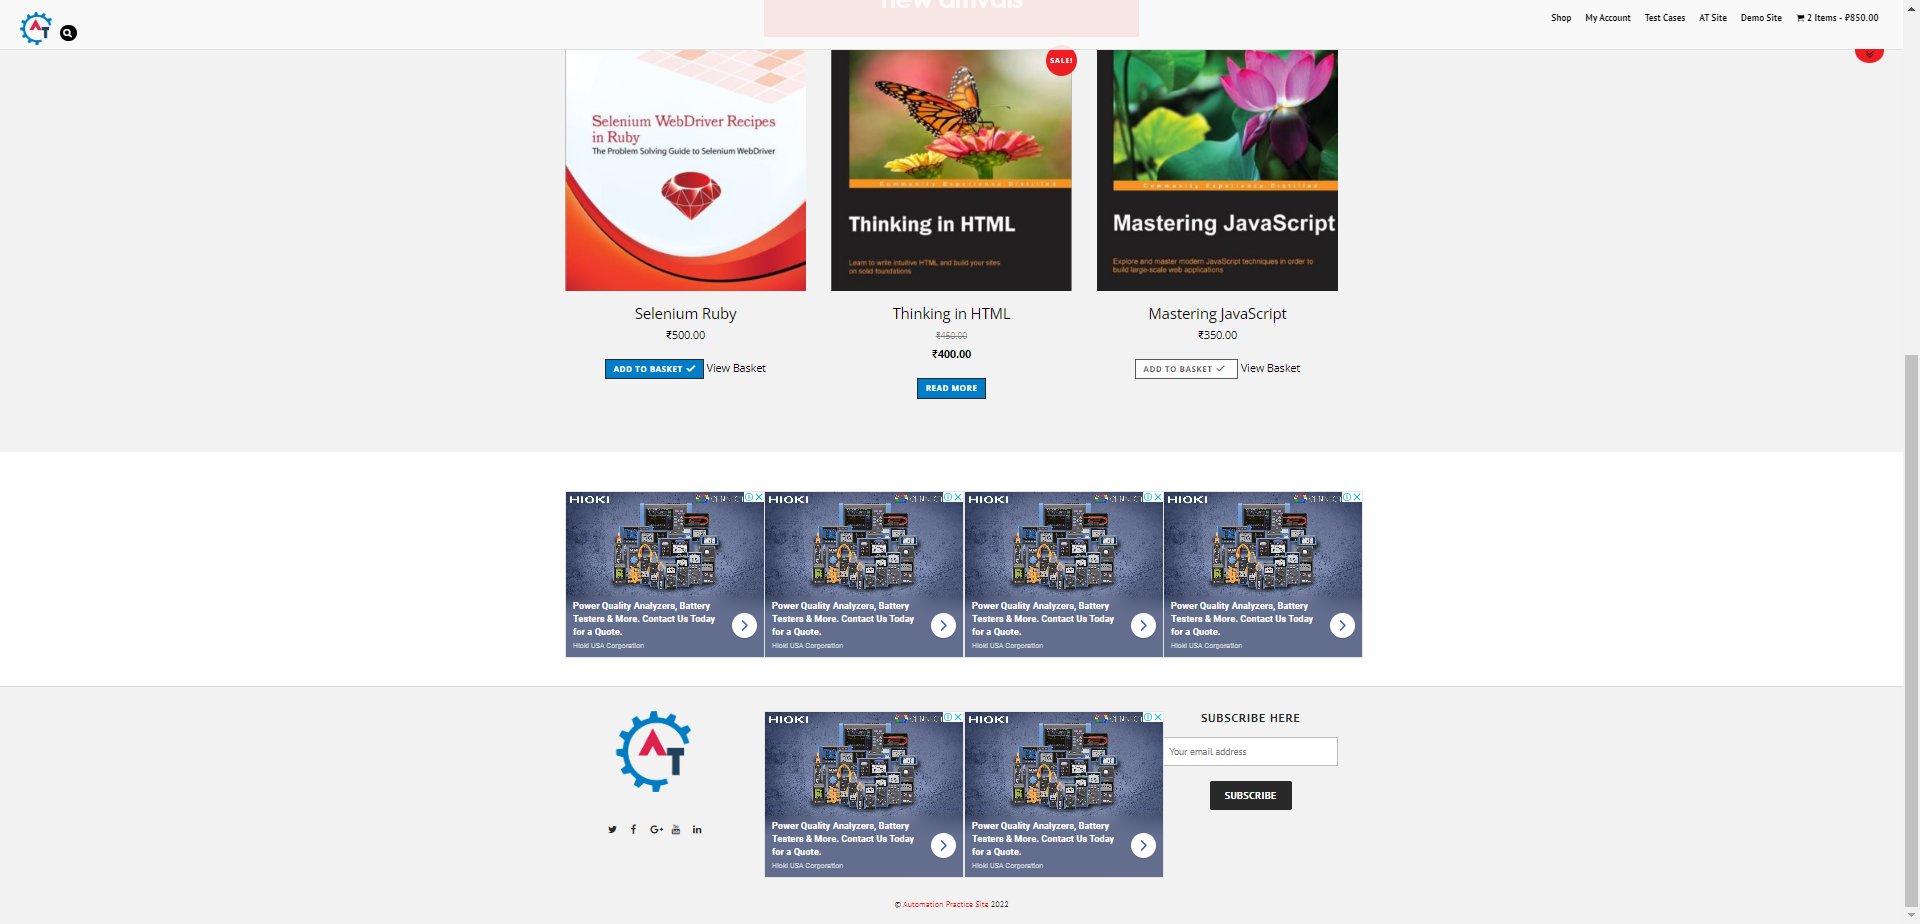 new arrivals
AT
Shop
My Account
Test Cases
AT Site
Demo Site
2 Items - ₹850.00
Selenium WebDriver Recipes
in Ruby
The Problem Solving Guide to Selenium WebDriver
SALE!
Community Experience Distilled
Thinking in HTML
Learn to write intuitive HTML and build your sites
on solid foundations
Community Experience Distilled
Mastering JavaScript
Explore and master modern JavaScript techniques in order to
build large-scale web applications
Selenium Ruby
₹500.00
ADD TO BASKET
View Basket
Thinking in HTML
₹450.00
₹400.00
READ MORE
Mastering JavaScript
₹350.00
ADD TO BASKET
View Basket
HIOKI
Power Quality Analyzers, Battery
Testers & More. Contact Us Today
for a Quote.
Hioki USA Corporation
HIOKI
Power Quality Analyzers, Battery
Testers & More. Contact Us Today
for a Quote.
Hioki USA Corporation
HIOKI
Power Quality Analyzers, Battery
Testers & More. Contact Us Today
for a Quote.
Hioki USA Corporation
HIOKI
Power Quality Analyzers, Battery
Testers & More. Contact Us Today
for a Quote.
Hioki USA Corporation
AT
HIOKI
Power Quality Analyzers, Battery
Testers & More. Contact Us Today
for a Quote.
Hioki USA Corporation
HIOKI
Power Quality Analyzers, Battery
Testers & More. Contact Us Today
for a Quote.
Hioki USA Corporation
SUBSCRIBE HERE
Your email address
SUBSCRIBE
© Automation Practice Site 2022